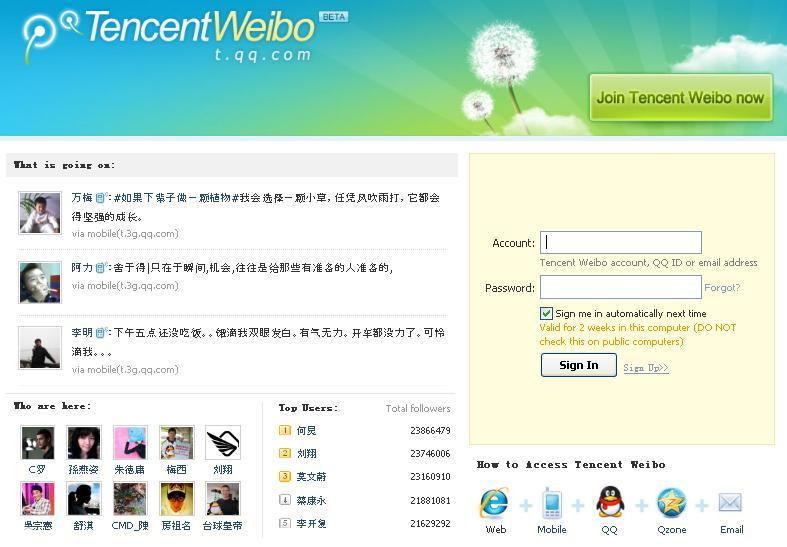 TencentWeibo BETA
t.qq.com
Join Tencent Weibo now
What is going on:
万梅: #如果下辈子做一颗植物#我会选择一颗小草，任凭风吹雨打，它都会
得坚强的成长。
via mobile(t.3g.qq.com)
阿力: 舍于得|只在于瞬间,机会,往往是给那些有准备的人准备的,
via mobile(t.3g.qq.com)
李明: 下午五点还没吃饭。。饿滴我双眼发白。有气无力。开车都没力了。可怜
滴我。。。
via mobile(t.3g.qq.com)
Account:
Tencent Weibo account, QQ ID or email address
Password: Forgot?
Sign me in automatically next time
Valid for 2 weeks in this computer (DO NOT
check this on public computers)
Sign In Sign Up>>
Who are here:
C罗 孫燕姿 朱德庸 梅西 刘翔
吳宗憲 舒淇 CMD_陳 房祖名 台球皇帝
Top Users: Total followers
1 何炅 23866479
2 刘翔 23746006
3 莫文蔚 23160910
4 蔡康永 21881081
5 李开复 21629292
How to Access Tencent Weibo
Web + Mobile + QQ + Qzone + Email